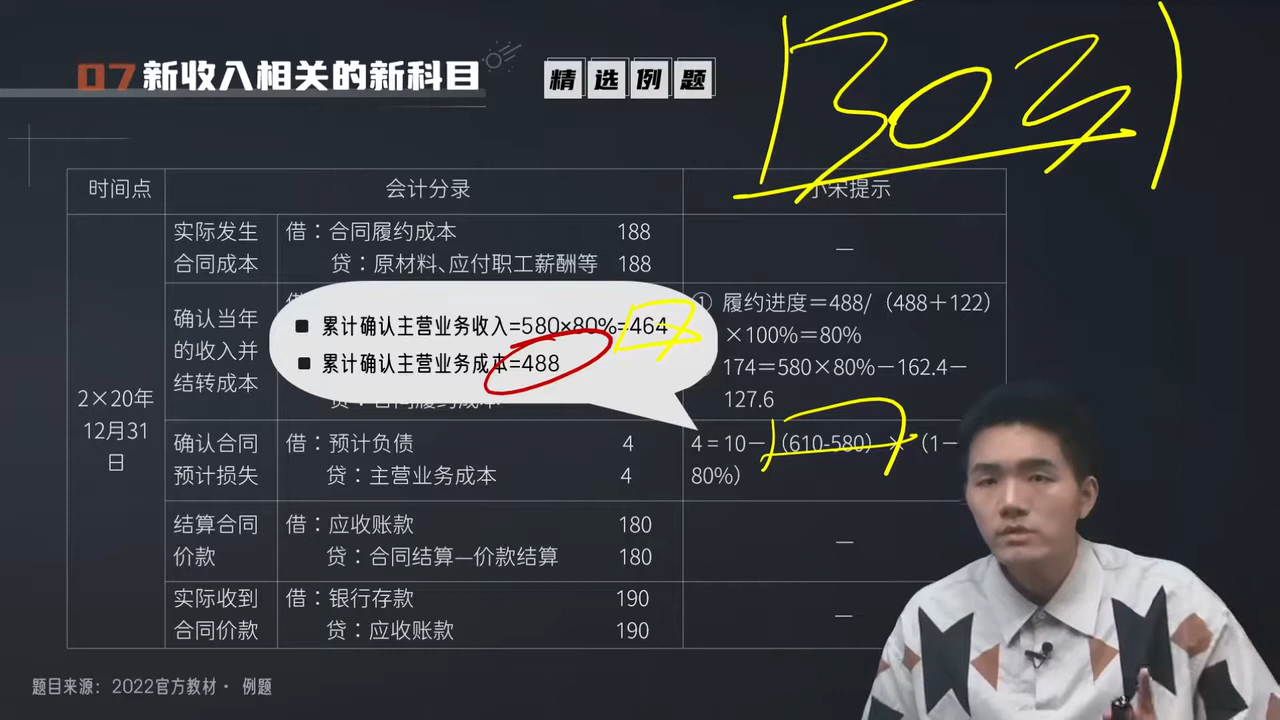 07新收入相关的新科目
精选例题
303
时间点 会计分录 小宋提示
2×20年12月31日
实际发生合同成本
借：合同履约成本 188
贷：原材料、应付职工薪酬等 188
—
确认当年的收入并结转成本
累计确认主营业务收入=580×80%=464
累计确认主营业务成本=488
① 履约进度＝488/（488＋122）
×100%＝80%
174＝580×80%－162.4－
127.6
确认合同预计损失
借：预计负债 4
贷：主营业务成本 4
4＝10－（610-580）×（1－
80%）
结算合同价款
借：应收账款 180
贷：合同结算—价款结算 180
—
实际收到合同价款
借：银行存款 190
贷：应收账款 190
—
题目来源：2022官方教材· 例题